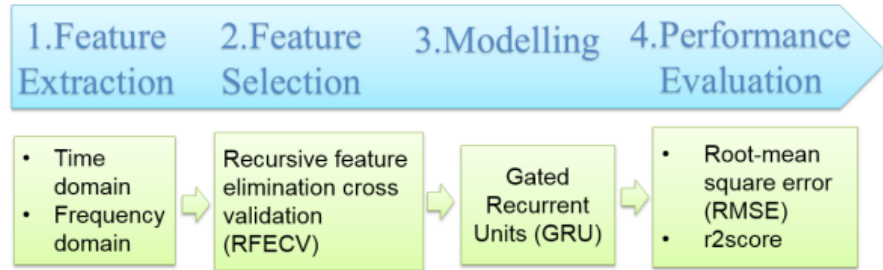 1.Feature
Extraction
2.Feature
Selection
3.Modelling
4.Performance
Evaluation
• Time
domain
• Frequency
domain
Recursive feature
elimination cross
validation
(RFECV)
Gated
Recurrent
Units (GRU)
• Root-mean
square error
(RMSE)
• r2score